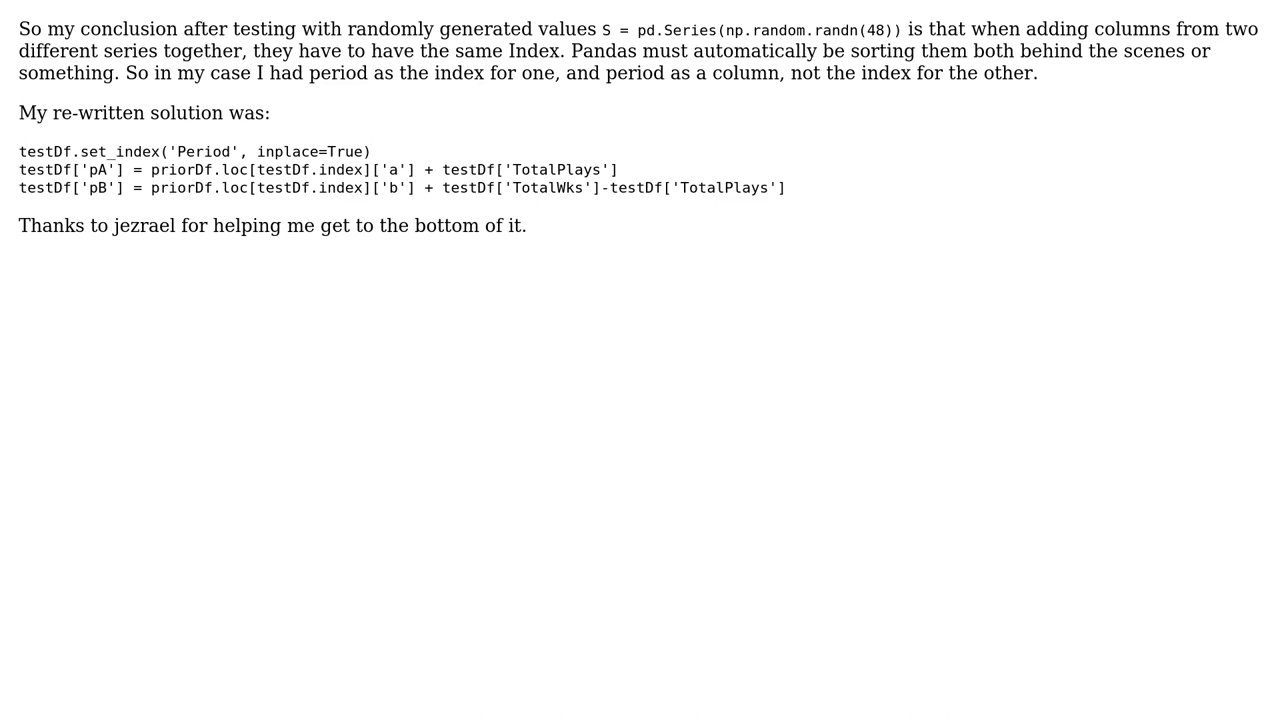 So my conclusion after testing with randomly generated values S = pd.Series(np.random.randn(48)) is that when adding columns from two
different series together, they have to have the same Index. Pandas must automatically be sorting them both behind the scenes or
something. So in my case I had period as the index for one, and period as a column, not the index for the other.
My re-written solution was:
testDf.set_index('Period', inplace=True)
testDf['pA'] = priorDf.loc[testDf.index]['a'] + testDf['TotalPlays']
testDf['pB'] = priorDf.loc[testDf.index]['b'] + testDf['TotalWks']-testDf['TotalPlays']
Thanks to jezrael for helping me get to the bottom of it.